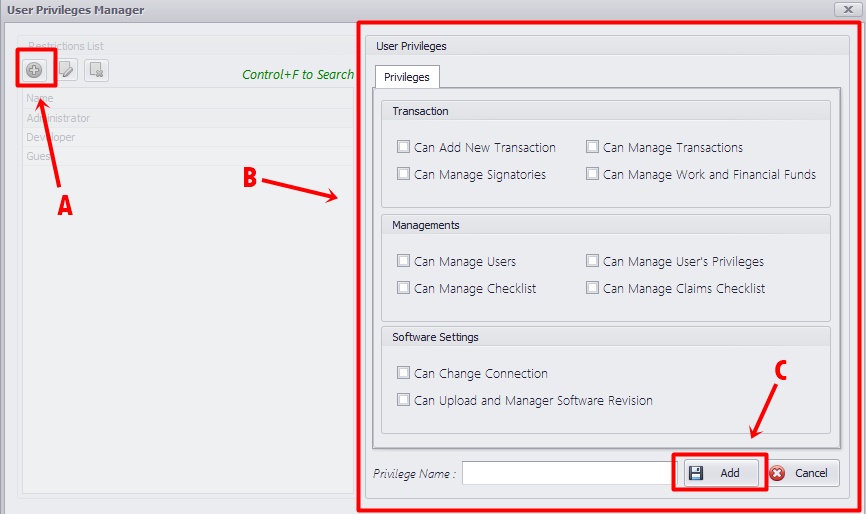 User Privileges Manager
Restrictions List
Control+F to Search
Name
Administrator
Developer
Guest
A
B
User Privileges
Privileges
Transaction
Can Add New Transaction Can Manage Transactions
Can Manage Signatories Can Manage Work and Financial Funds
Managements
Can Manage Users Can Manage User's Privileges
Can Manage Checklist Can Manage Claims Checklist
Software Settings
Can Change Connection
Can Upload and Manager Software Revision
C
Privilege Name : Add Cancel